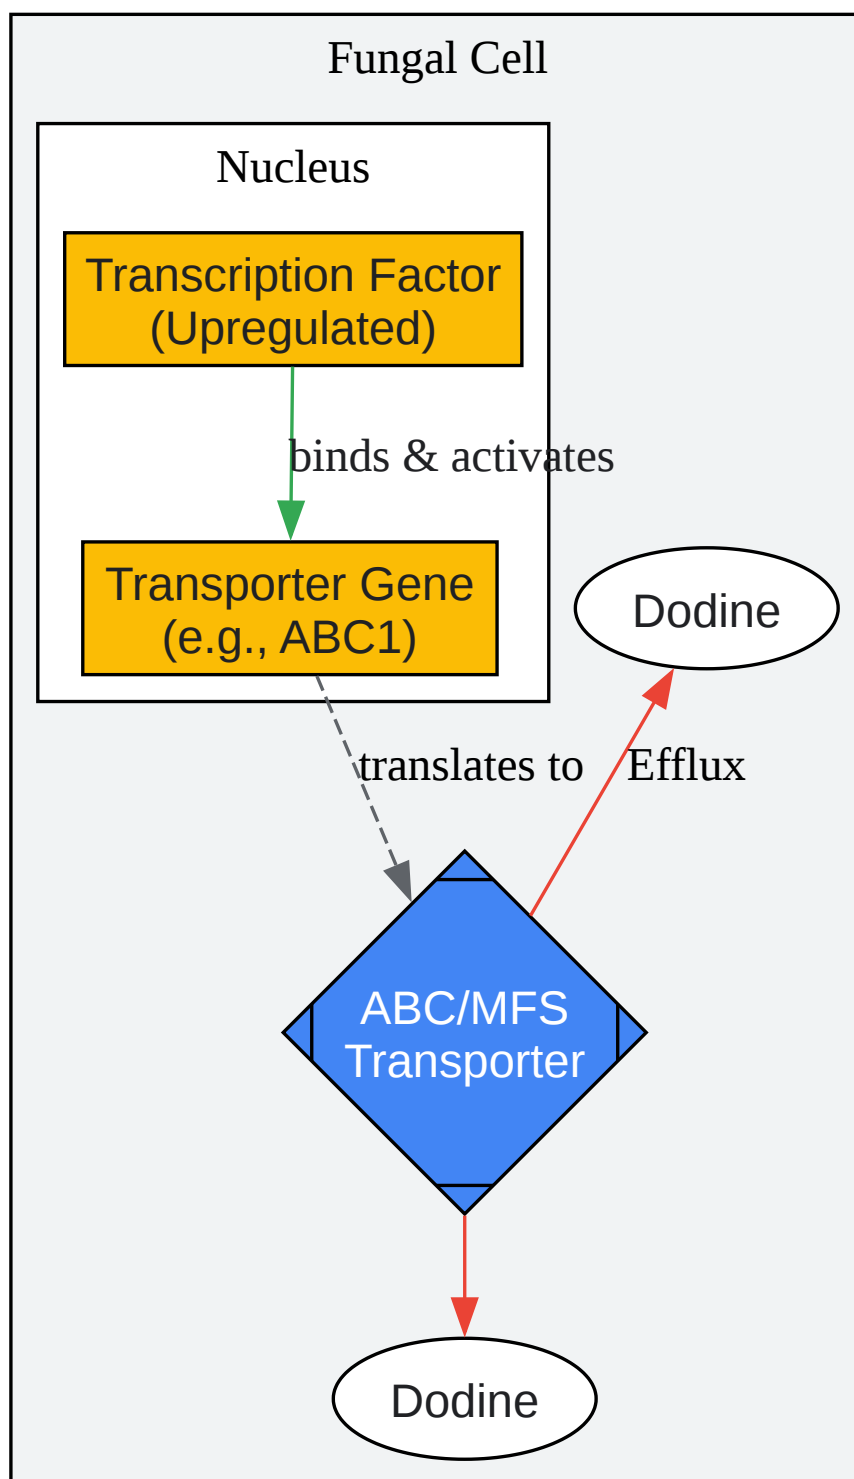 Fungal Cell
Nucleus
Transcription Factor
(Upregulated)
binds & activates
Transporter Gene
(e.g., ABC1)
Dodine
translates to
Efflux
ABC/MFS
Transporter
Dodine